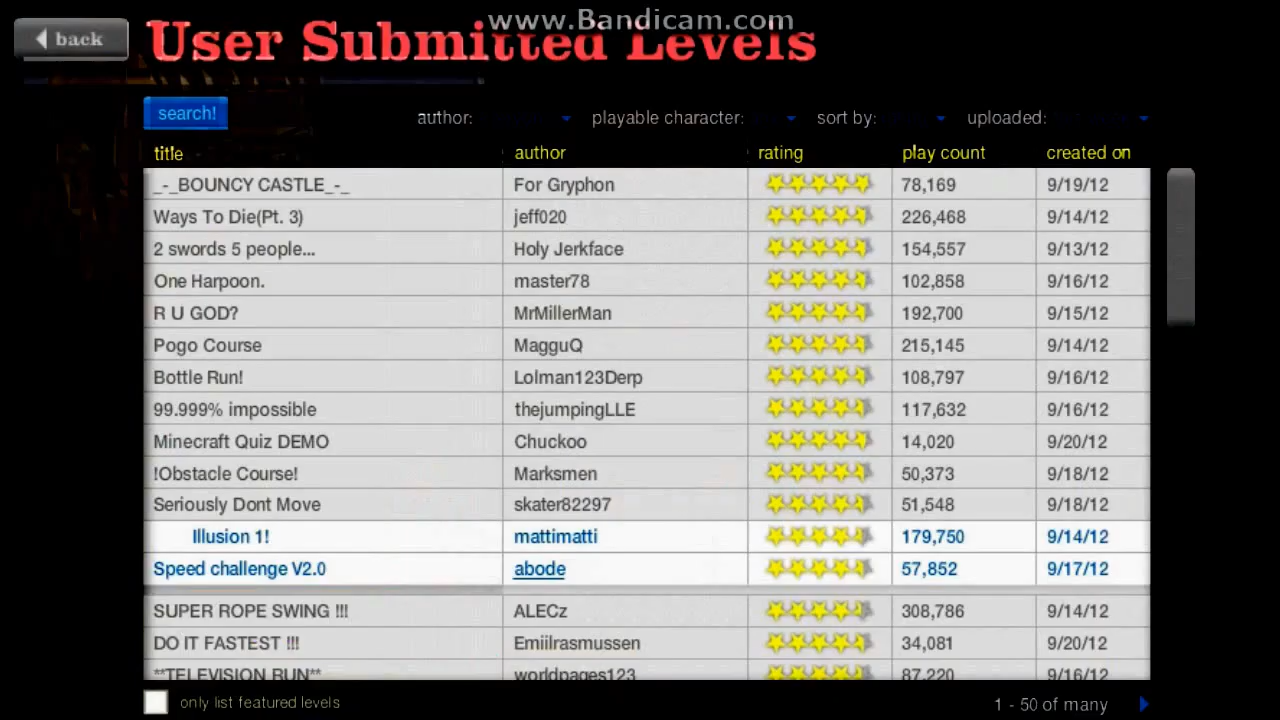 www.Bandicam.com
back
User Submitted Levels
search!
author: playable character: sort by: uploaded:
title author rating play count created on
_-_BOUNCY CASTLE_-_ For Gryphon 78,169 9/19/12
Ways To Die(Pt. 3) jeff020 226,468 9/14/12
2 swords 5 people... Holy Jerkface 154,557 9/13/12
One Harpoon. master78 102,858 9/16/12
R U GOD? MrMillerMan 192,700 9/15/12
Pogo Course MagguQ 215,145 9/14/12
Bottle Run! Lolman123Derp 108,797 9/16/12
99.999% impossible thejumpingLLE 117,632 9/16/12
Minecraft Quiz DEMO Chuckoo 14,020 9/20/12
!Obstacle Course! Marksmen 50,373 9/18/12
Seriously Dont Move skater82297 51,548 9/18/12
Illusion 1! mattimatti 179,750 9/14/12
Speed challenge V2.0 abode 57,852 9/17/12
SUPER ROPE SWING !!! ALECz 308,786 9/14/12
DO IT FASTEST !!! Emiilrasmussen 34,081 9/20/12
**TELEVISION RUN** worldpages123 87,220 9/16/12
only list featured levels
1 - 50 of many